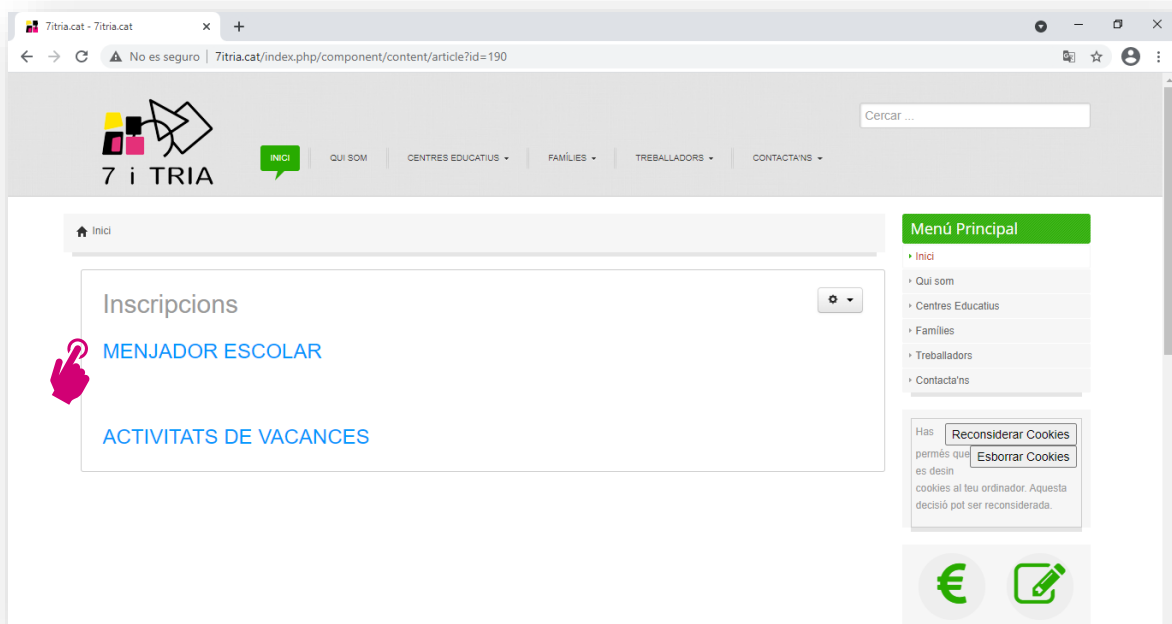 7itria.cat - 7itria.cat
No es seguro | 7itria.cat/index.php/component/content/article?id=190
Cercar ...
7 i TRIA
INICI QUI SOM CENTRES EDUCATIUS FAMÍLIES TREBALLADORS CONTACTA'NS
Inici
Inscripcions
MENJADOR ESCOLAR
ACTIVITATS DE VACANCES
Menú Principal
Inici
Qui som
Centres Educatius
Famílies
Treballadors
Contacta'ns
Has Reconsiderar Cookies
permès que Esborrar Cookies
es desin
cookies al teu ordinador. Aquesta
decisió pot ser reconsiderada.
€